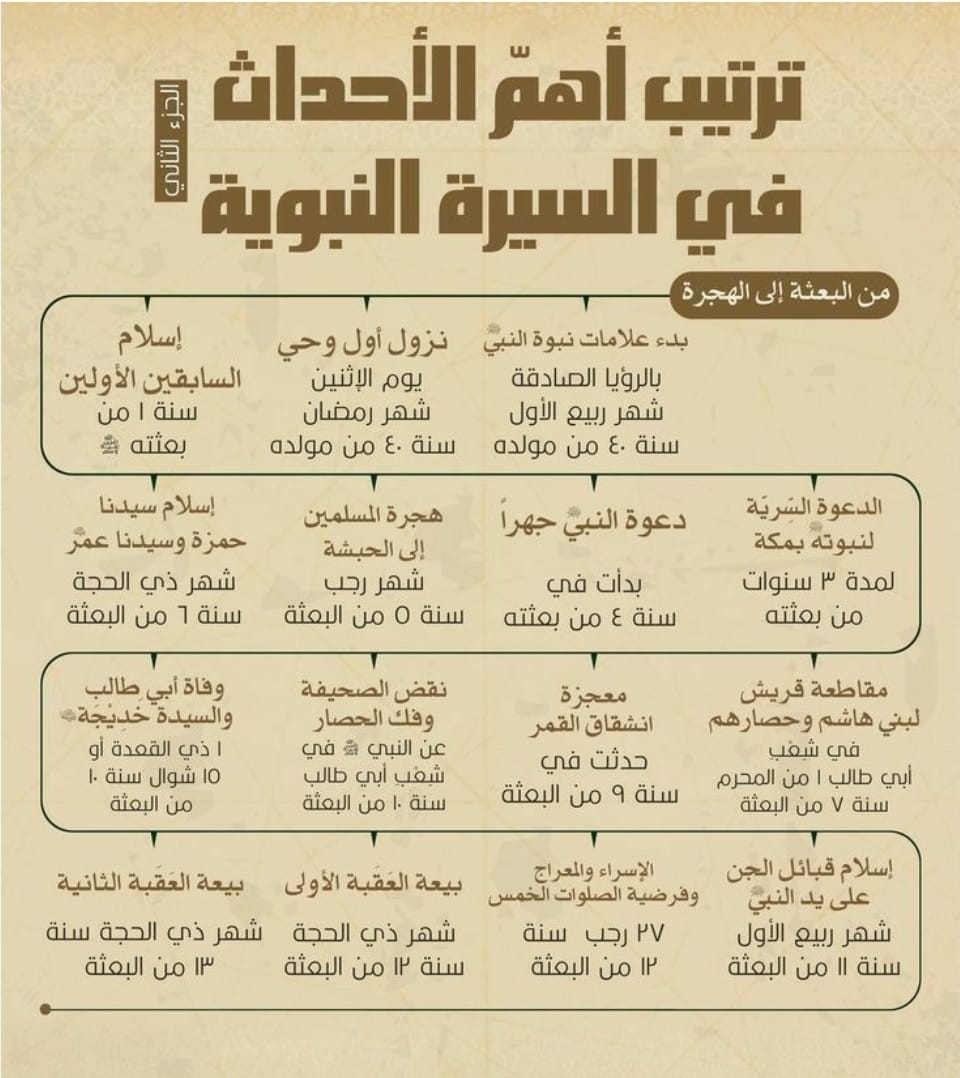 ترتيب أهمّ الأحداث
في السيرة النبوية
الجزء الثاني
من البعثة إلى الهجرة
بدء علامات نبوة النبي ﷺ
بالرؤيا الصادقة
شهر ربيع الأول
سنة ٤٠ من مولده
نزول أول وحي
يوم الإثنين
شهر رمضان
سنة ٤٠ من مولده
إسلام
السابقين الأولين
سنة ١ من
بعثته ﷺ
الدعوة السَِريَة
لنبوته ﷺ بمكة
لمدة ٣ سنوات
من بعثته
دعوة النبي ﷺ جهراً
بدأت في
سنة ٤ من بعثته
هجرة المسلمين
إلى الحبشة
شهر رجب
سنة ٥ من البعثة
إسلام سيدنا
حمزة وسيدنا عمر
شهر ذي الحجة
سنة ٦ من البعثة
مقاطعة قريش
لبني هاشم وحصارهم
في شِعْبِ
أبي طالب ١ من المحرم
سنة ٧ من البعثة
معجزة
انشقاق القمر
حدثت في
سنة ٩ من البعثة
نقض الصحيفة
وفك الحصار
عن النبي ﷺ في
شِعْبِ أبي طالب
سنة ١٠ من البعثة
وفاة أبي طالب
والسيدة خَدِيْجَة
١ ذي القعدة أو
١٥ شوال سنة ١٠
من البعثة
إسلام قبائل الجن
على يد النبي ﷺ
شهر ربيع الأول
سنة ١١ من البعثة
الإسراء والمعراج
وفرضية الصلوات الخمس
٢٧ رجب سنة
١٢ من البعثة
بيعة العَقَبة الأولى
شهر ذي الحجة
سنة ١٢ من البعثة
بيعة العَقَبة الثانية
شهر ذي الحجة سنة
١٣ من البعثة